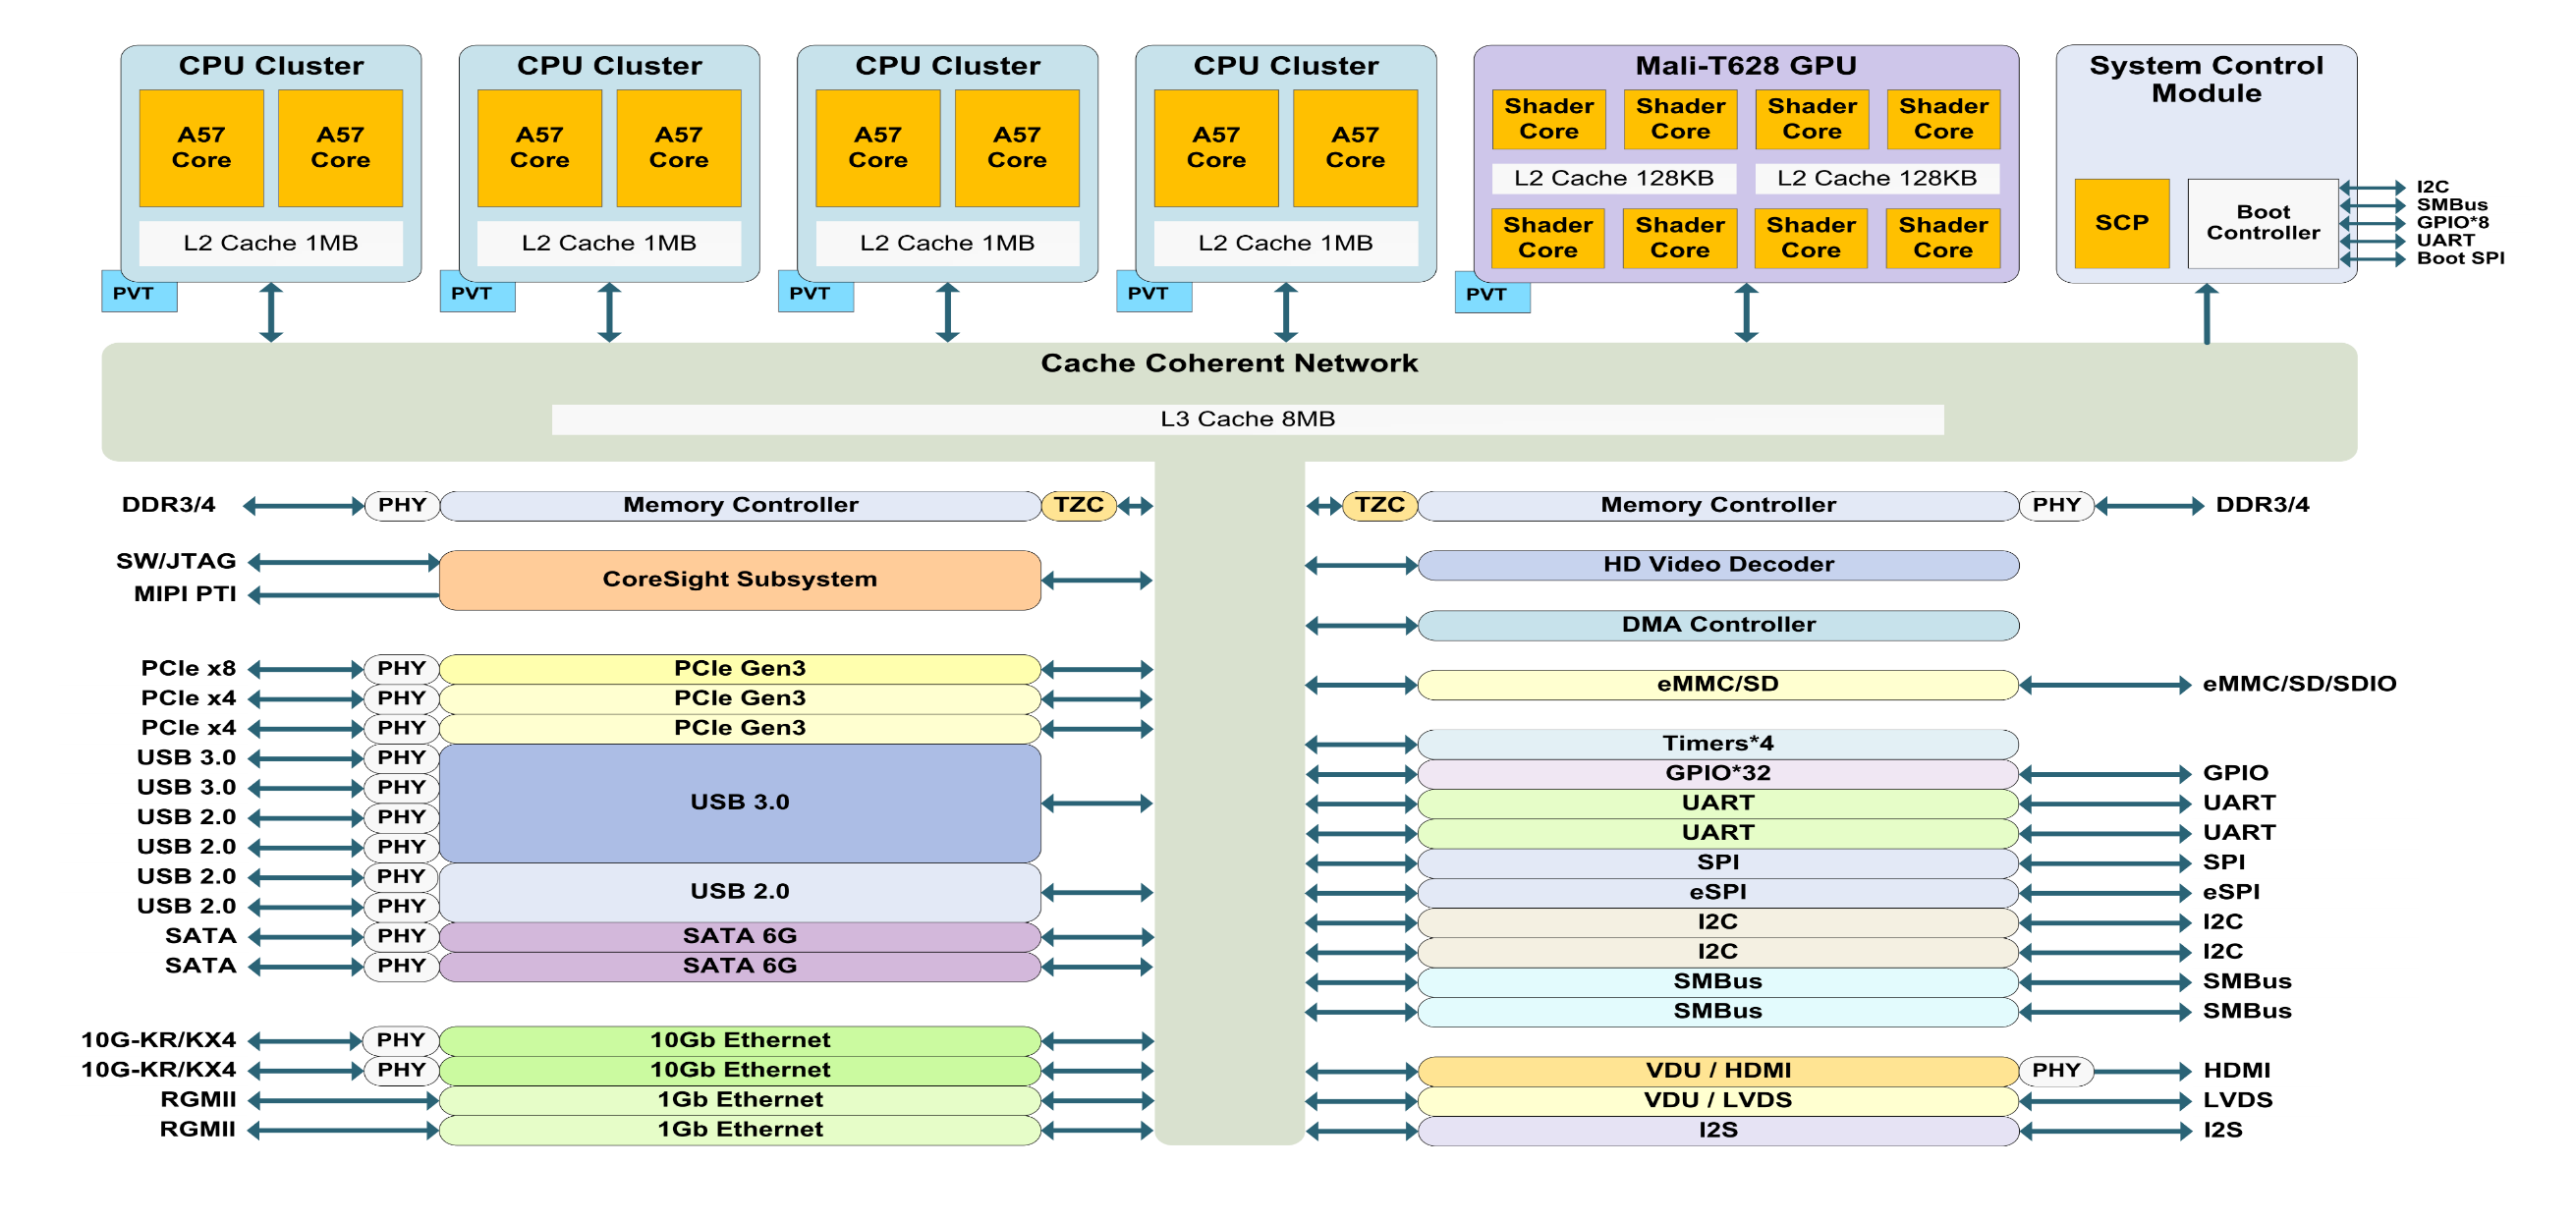 CPU Cluster
A57
Core
A57
Core
L2 Cache 1MB
PVT
CPU Cluster
A57
Core
A57
Core
L2 Cache 1MB
PVT
CPU Cluster
A57
Core
A57
Core
L2 Cache 1MB
PVT
CPU Cluster
A57
Core
A57
Core
L2 Cache 1MB
PVT
Mali-T628 GPU
Shader
Core
Shader
Core
Shader
Core
Shader
Core
L2 Cache 128KB
L2 Cache 128KB
Shader
Core
Shader
Core
Shader
Core
Shader
Core
PVT
System Control
Module
SCP
Boot
Controller
I2C
SMBus
GPIO*8
UART
Boot SPI
Cache Coherent Network
L3 Cache 8MB
DDR3/4 PHY Memory Controller TZC
SW/JTAG
MIPI PTI
CoreSight Subsystem
PCIe x8 PHY PCIe Gen3
PCIe x4 PHY PCIe Gen3
PCIe x4 PHY PCIe Gen3
USB 3.0 PHY
USB 3.0 PHY
USB 3.0
USB 2.0 PHY
USB 2.0 PHY
USB 2.0 PHY
USB 2.0
USB 2.0 PHY
SATA PHY SATA 6G
SATA PHY SATA 6G
10G-KR/KX4 PHY 10Gb Ethernet
10G-KR/KX4 PHY 10Gb Ethernet
RGMII 1Gb Ethernet
RGMII 1Gb Ethernet
TZC Memory Controller PHY DDR3/4
HD Video Decoder
DMA Controller
eMMC/SD eMMC/SD/SDIO
Timers*4
GPIO*32 GPIO
UART UART
UART UART
SPI SPI
eSPI eSPI
I2C I2C
I2C I2C
SMBus SMBus
SMBus SMBus
VDU / HDMI PHY HDMI
VDU / LVDS LVDS
I2S I2S